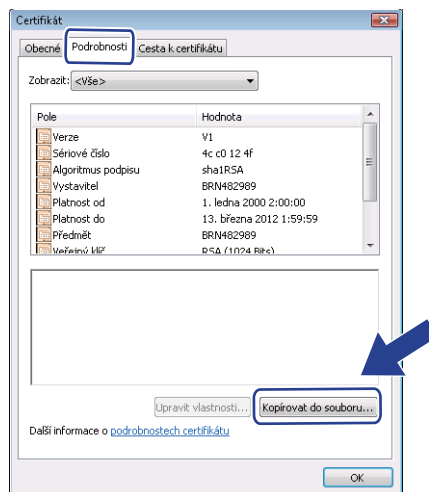 Certifikát
Obecné Podrobnosti Cesta k certifikátu
Zobrazit: <Vše>
Pole Hodnota
Verze V1
Sériové číslo 4c c0 12 4f
Algoritmus podpisu sha1RSA
Vystavitel BRN482989
Platnost od 1. ledna 2000 2:00:00
Platnost do 13. března 2012 1:59:59
Předmět BRN482989
Veřejný klíč RSA (1024 Bits)
Upravit vlastnosti... Kopírovat do souboru...
Další informace o podrobnostech certifikátu
OK